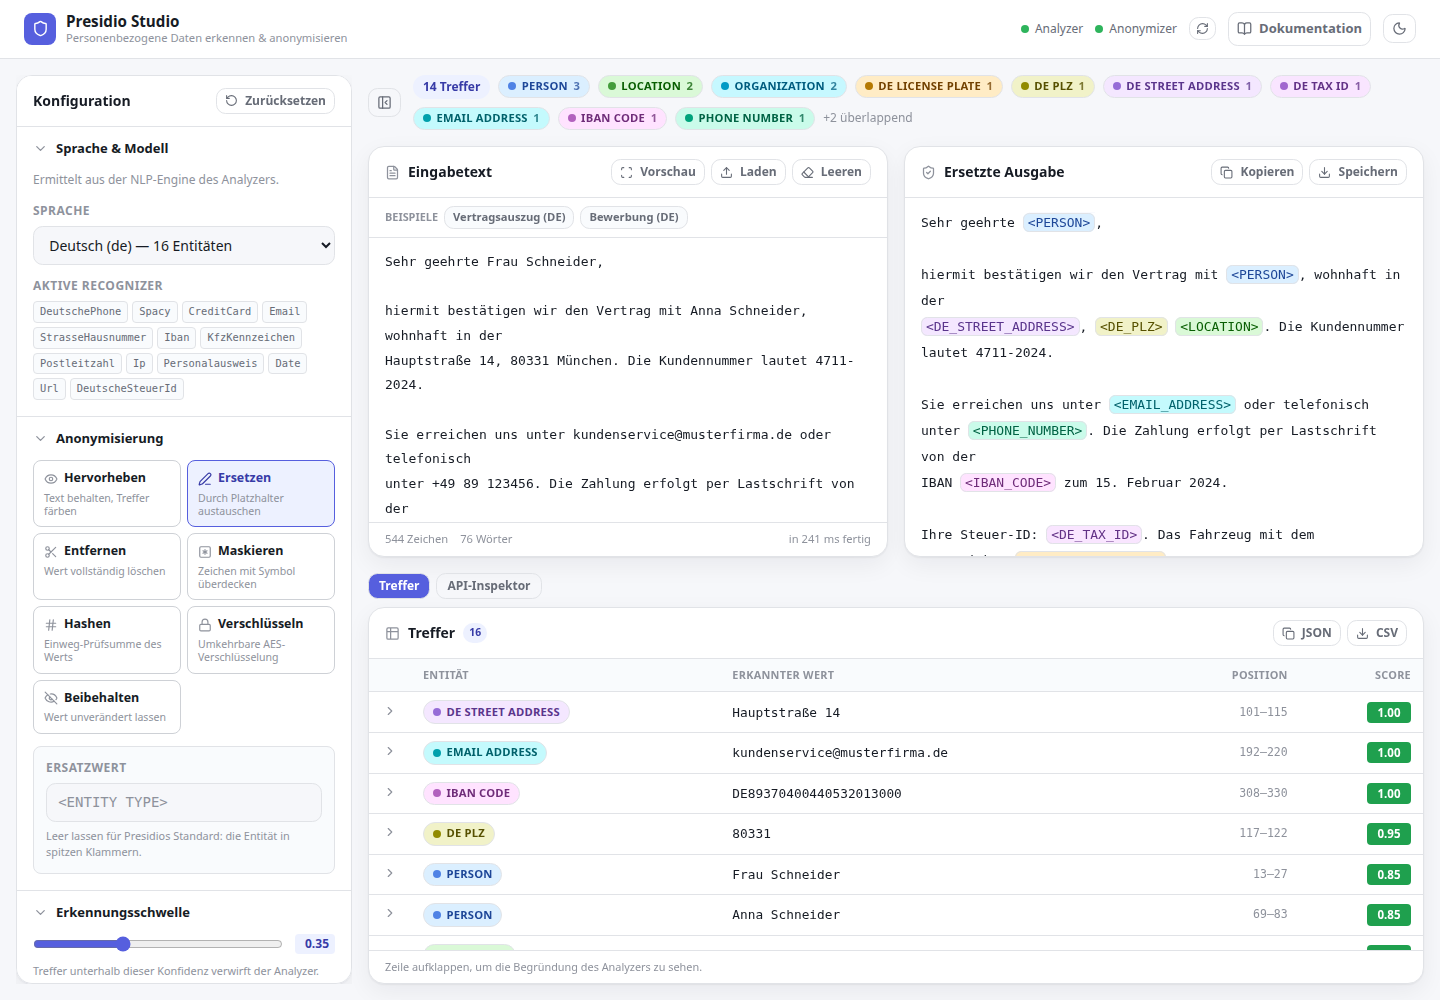 Presidio Studio
Personenbezogene Daten erkennen & anonymisieren
Analyzer
Anonymizer
Dokumentation
Konfiguration
Zurücksetzen
Sprache & Modell
Ermittelt aus der NLP-Engine des Analyzers.
SPRACHE
Deutsch (de) — 16 Entitäten
AKTIVE RECOGNIZER
DeutschePhone Spacy CreditCard Email
StrasseHausnummer Iban KfzKennzeichen
Postleitzahl Ip Personalausweis Date
Url DeutscheSteuerId
Anonymisierung
Hervorheben
Text behalten, Treffer
färben
Ersetzen
Durch Platzhalter
austauschen
Entfernen
Wert vollständig löschen
Maskieren
Zeichen mit Symbol
überdecken
Hashen
Einweg-Prüfsumme des
Werts
Verschlüsseln
Umkehrbare AES-
Verschlüsselung
Beibehalten
Wert unverändert lassen
ERSATZWERT
<ENTITY TYPE>
Leer lassen für Presidios Standard: die Entität in
spitzen Klammern.
Erkennungsschwelle
0.35
Treffer unterhalb dieser Konfidenz verwirft der Analyzer.
14 Treffer PERSON 3 LOCATION 2 ORGANIZATION 2 DE LICENSE PLATE 1 DE PLZ 1 DE STREET ADDRESS 1 DE TAX ID 1
EMAIL ADDRESS 1 IBAN CODE 1 PHONE NUMBER 1 +2 überlappend
Eingabetext
Vorschau
Laden
Leeren
BEISPIELE Vertragsauszug (DE) Bewerbung (DE)
Sehr geehrte Frau Schneider,
hiermit bestätigen wir den Vertrag mit Anna Schneider,
wohnhaft in der
Hauptstraße 14, 80331 München. Die Kundennummer lautet 4711-
2024.
Sie erreichen uns unter kundenservice@musterfirma.de oder
telefonisch
unter +49 89 123456. Die Zahlung erfolgt per Lastschrift von
der
544 Zeichen 76 Wörter in 241 ms fertig
Ersetzte Ausgabe
Kopieren
Speichern
Sehr geehrte <PERSON>,
hiermit bestätigen wir den Vertrag mit <PERSON>, wohnhaft in
der
<DE_STREET_ADDRESS>, <DE_PLZ> <LOCATION>. Die Kundennummer
lautet 4711-2024.
Sie erreichen uns unter <EMAIL_ADDRESS> oder telefonisch
unter <PHONE_NUMBER>. Die Zahlung erfolgt per Lastschrift
von der
IBAN <IBAN_CODE> zum 15. Februar 2024.
Ihre Steuer-ID: <DE_TAX_ID>. Das Fahrzeug mit dem
Treffer
API-Inspektor
Treffer 16
JSON
CSV
ENTITÄT ERKANNTER WERT POSITION SCORE
DE STREET ADDRESS Hauptstraße 14 101–115 1.00
EMAIL ADDRESS kundenservice@musterfirma.de 192–220 1.00
IBAN CODE DE89370400440532013000 308–330 1.00
DE PLZ 80331 117–122 0.95
PERSON Frau Schneider 13–27 0.85
PERSON Anna Schneider 69–83 0.85
Zeile aufklappen, um die Begründung des Analyzers zu sehen.